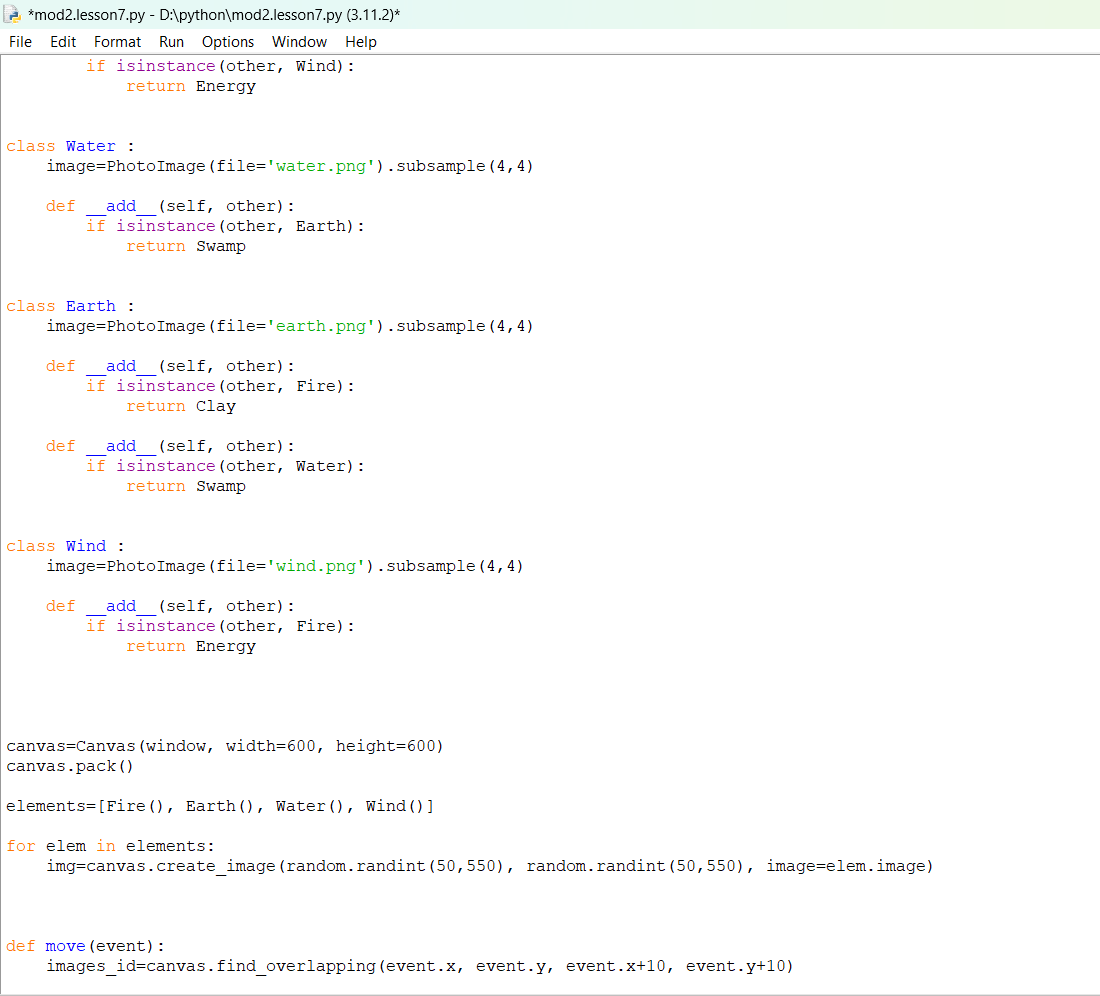 *mod2.lesson7.py - D:\python\mod2.lesson7.py (3.11.2)*
File Edit Format Run Options Window Help
        if isinstance(other, Wind):
            return Energy
class Water :
    image=PhotoImage(file='water.png').subsample(4,4)
    def __add__(self, other):
        if isinstance(other, Earth):
            return Swamp
class Earth :
    image=PhotoImage(file='earth.png').subsample(4,4)
    def __add__(self, other):
        if isinstance(other, Fire):
            return Clay
    def __add__(self, other):
        if isinstance(other, Water):
            return Swamp
class Wind :
    image=PhotoImage(file='wind.png').subsample(4,4)
    def __add__(self, other):
        if isinstance(other, Fire):
            return Energy
canvas=Canvas(window, width=600, height=600)
canvas.pack()
elements=[Fire(), Earth(), Water(), Wind()]
for elem in elements:
    img=canvas.create_image(random.randint(50,550), random.randint(50,550), image=elem.image)
def move(event):
    images_id=canvas.find_overlapping(event.x, event.y, event.x+10, event.y+10)